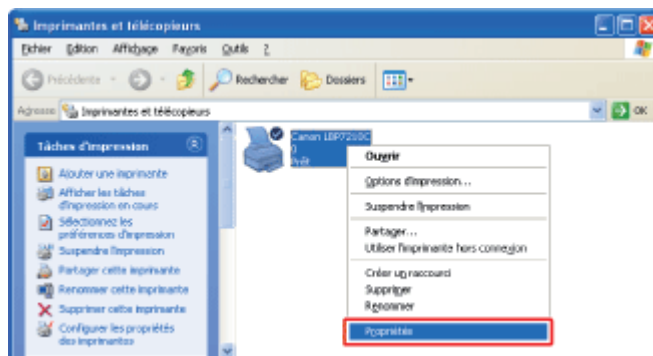 Imprimantes et télécopieurs
Fichier Edition Affichage Favoris Outils ?
Précédente Rechercher Dossiers
Adresse Imprimantes et télécopieurs OK
Tâches d'impression
Ajouter une imprimante
Afficher les tâches
d'impression en cours
Sélectionnez les
préférences d'impression
Suspendre l'impression
Partager cette imprimante
Renommer cette imprimante
Supprimer cette imprimante
Configurer les propriétés
des imprimantes
Canon LBP7210C
0
Prêt
Ouvrir
Options d'impression...
Suspendre l'impression
Partager...
Utiliser l'imprimante hors connexion
Créer un raccourci
Supprimer
Renommer
Propriétés